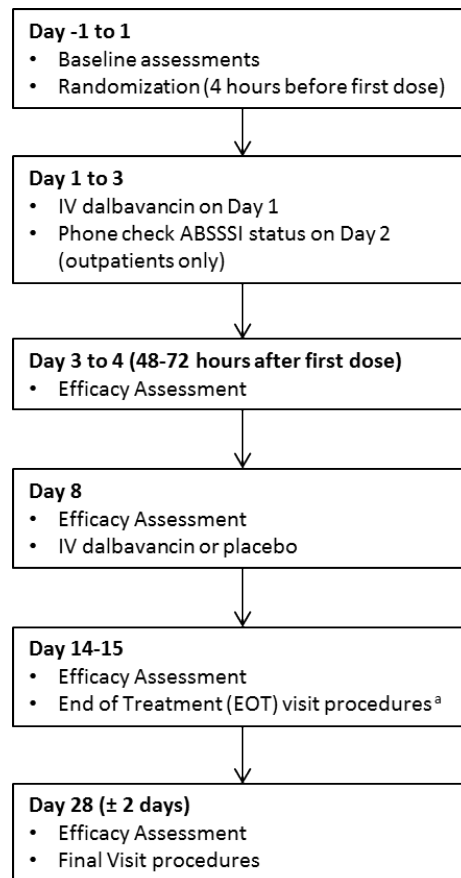 Day -1 to 1
• Baseline assessments
• Randomization (4 hours before first dose)
Day 1 to 3
• IV dalbavancin on Day 1
• Phone check ABSSSI status on Day 2
(outpatients only)
Day 3 to 4 (48-72 hours after first dose)
• Efficacy Assessment
Day 8
• Efficacy Assessment
• IV dalbavancin or placebo
Day 14-15
• Efficacy Assessment
• End of Treatment (EOT) visit procedures ᵃ
Day 28 (± 2 days)
• Efficacy Assessment
• Final Visit procedures